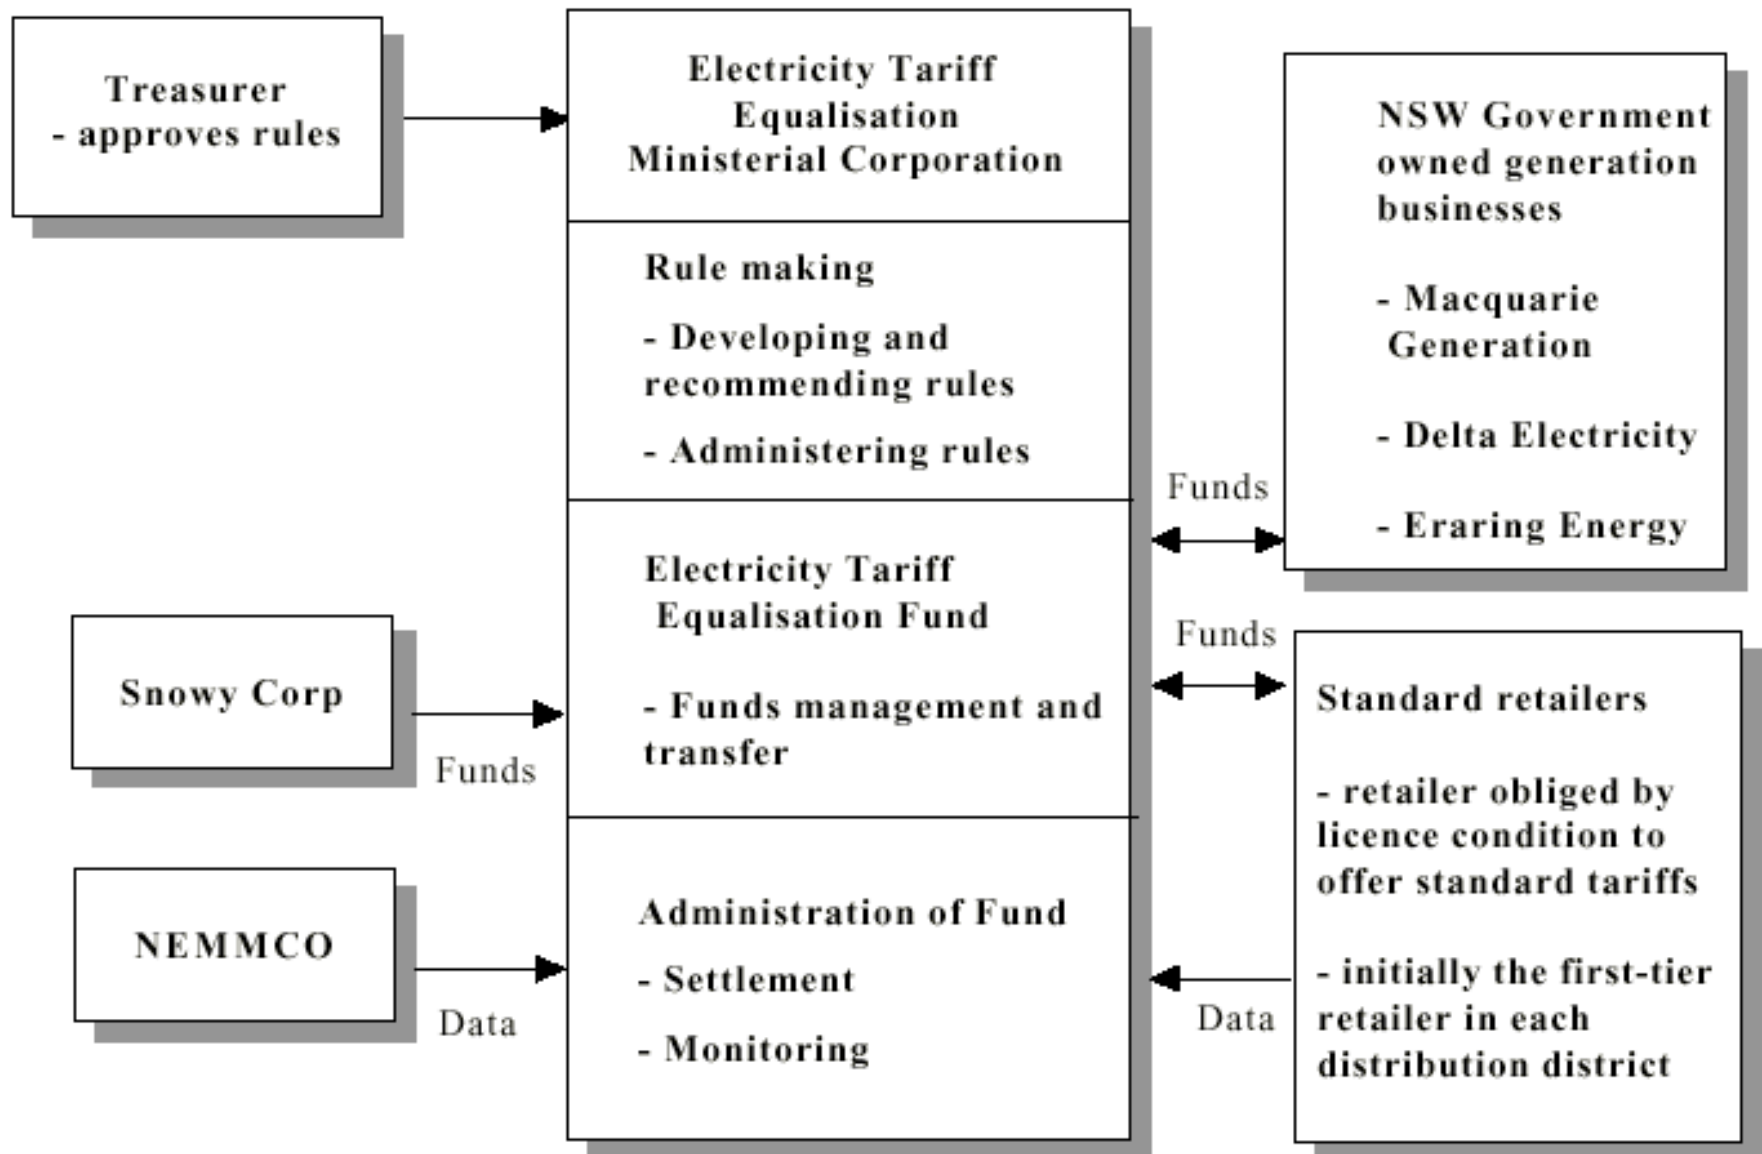 Treasurer
- approves rules
Electricity Tariff
Equalisation
Ministerial Corporation
Rule making
- Developing and
recommending rules
- Administering rules
Electricity Tariff
Equalisation Fund
- Funds management and
transfer
Administration of Fund
- Settlement
- Monitoring
Snowy Corp
Funds
NEMMCO
Data
NSW Government
owned generation
businesses
- Macquarie
Generation
- Delta Electricity
- Eraring Energy
Funds
Funds
Standard retailers
- retailer obliged by
licence condition to
offer standard tariffs
- initially the first-tier
retailer in each
distribution district
Data